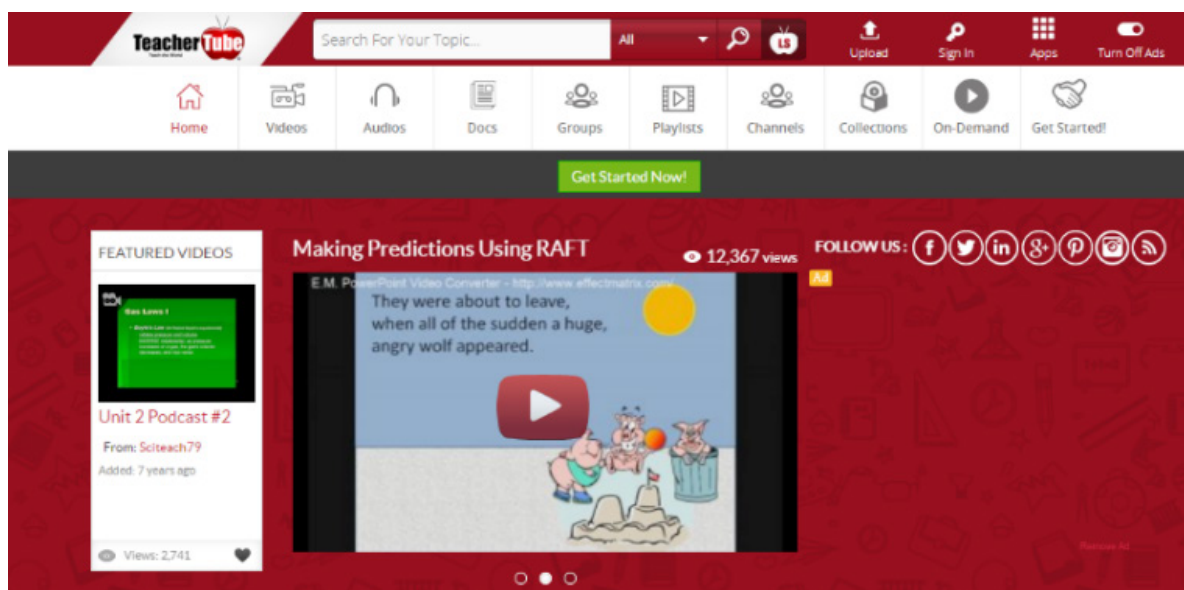 TeacherTube
Search For Your Topic...
All
LS
Upload
Sign In
Apps
Turn Off Ads
Home
Videos
Audios
Docs
Groups
Playlists
Channels
Collections
On-Demand
Get Started!
Get Started Now!
FEATURED VIDEOS
Gas Laws I
Unit 2 Podcast #2
From: Sciteach79
Added: 7 years ago
Views: 2,741
Making Predictions Using RAFT
12,367 views
E.M. PowerPoint Video Converter - http://www.effectmatrix.com/
They were about to leave,
when all of the sudden a huge,
angry wolf appeared.
FOLLOW US :
Ad
Remove Ad